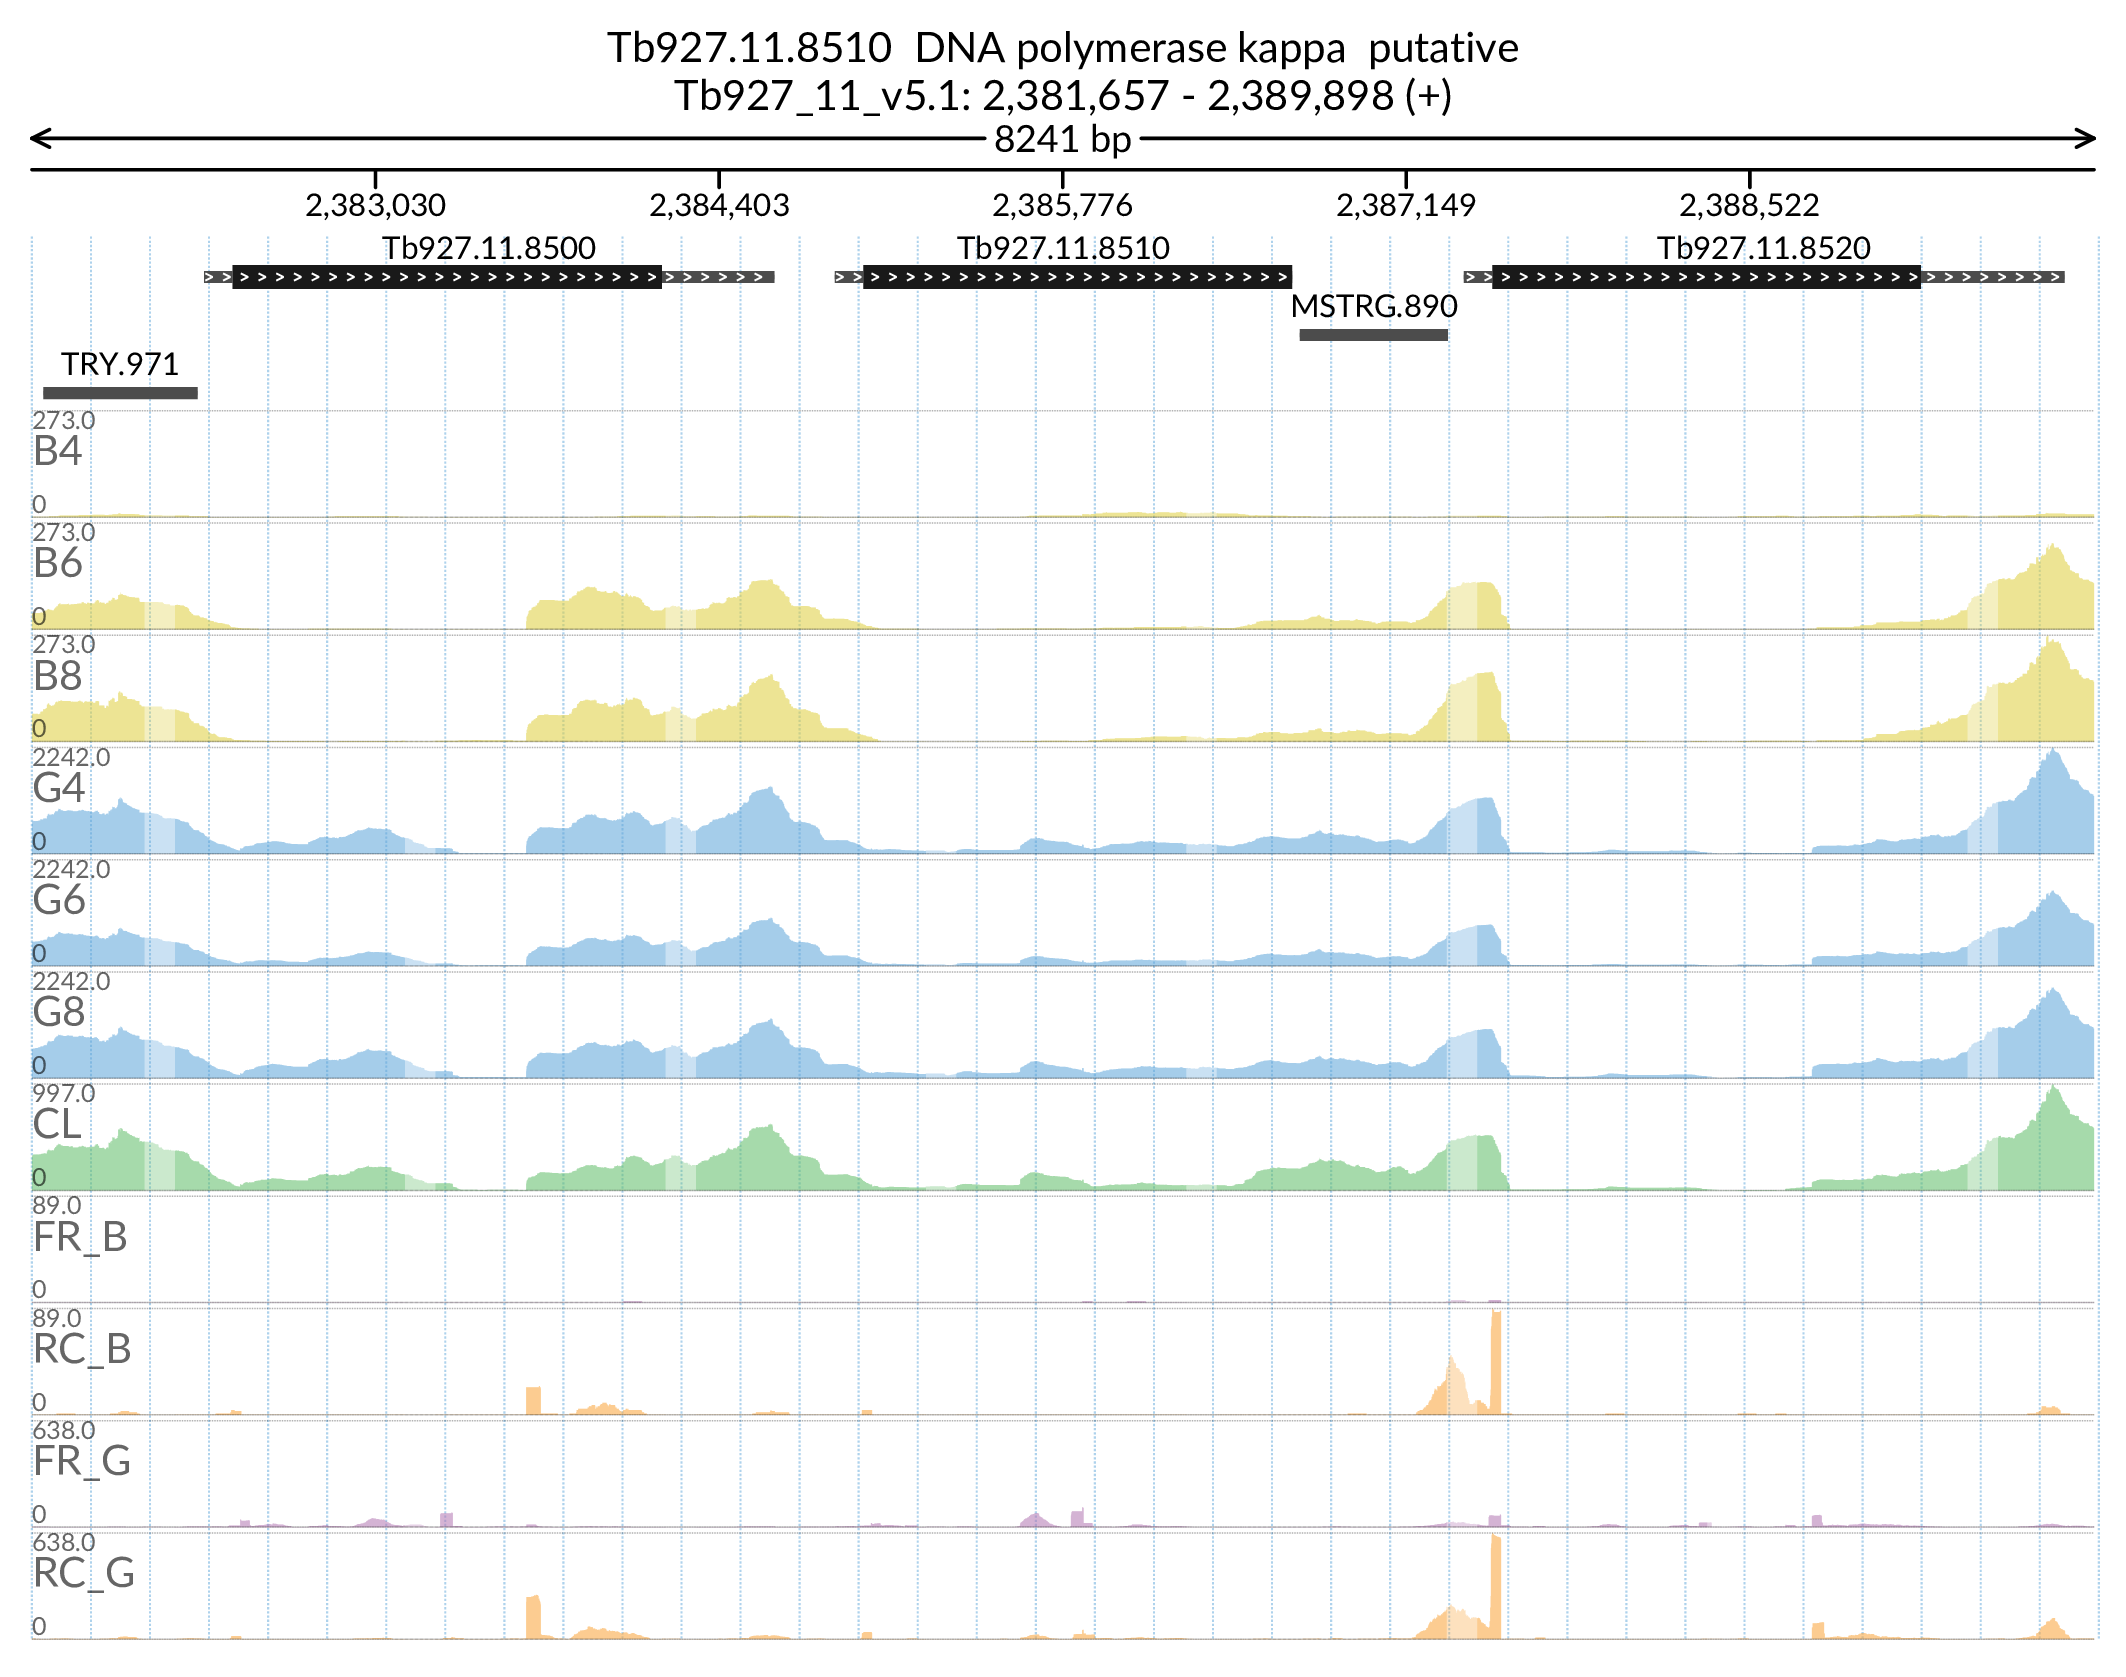 Tb927.11.8510 DNA polymerase kappa putative
Tb927_11_v5.1: 2,381,657 - 2,389,898 (+)
8241 bp
2,383,030 2,384,403 2,385,776 2,387,149 2,388,522
Tb927.11.8500 Tb927.11.8510 Tb927.11.8520
MSTRG.890
TRY.971
273.0
B4
0
273.0
B6
0
273.0
B8
0
2242.0
G4
0
2242.0
G6
0
2242.0
G8
0
997.0
CL
0
89.0
FR_B
0
89.0
RC_B
0
638.0
FR_G
0
638.0
RC_G
0